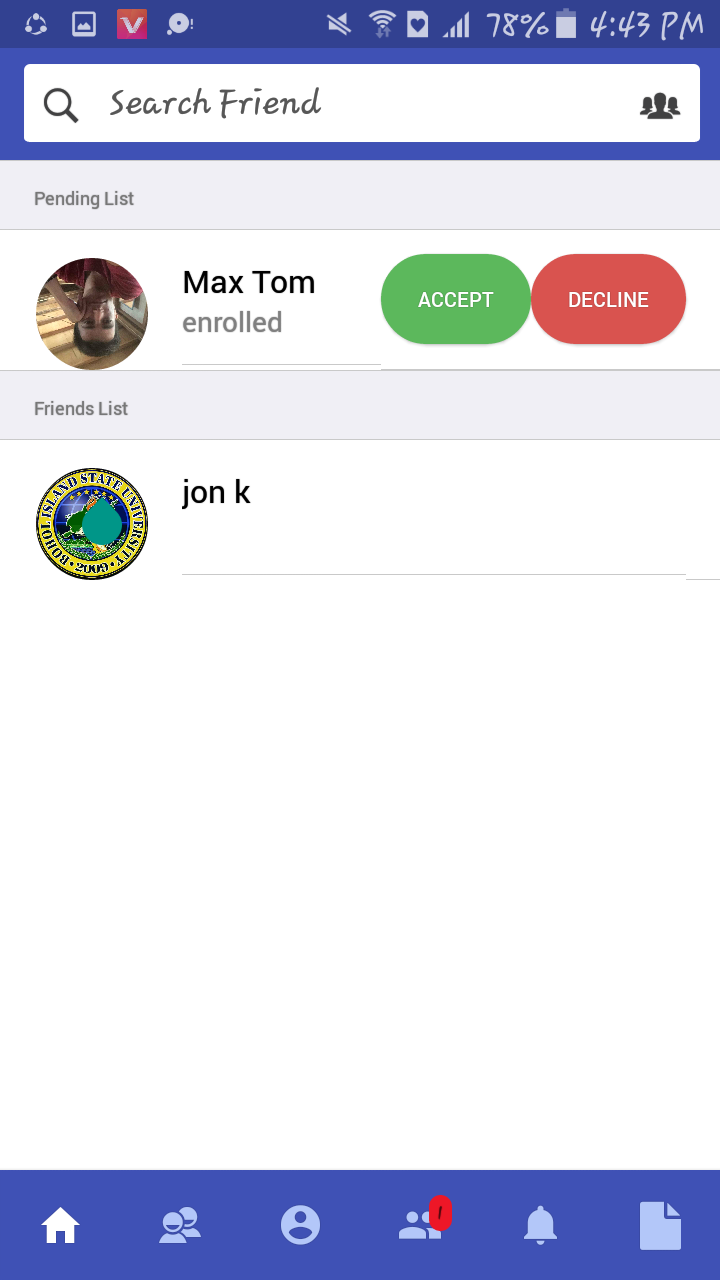 78% 4:43 PM
Search Friend
Pending List
Max Tom
enrolled
ACCEPT DECLINE
Friends List
BOHOL ISLAND STATE UNIVERSITY
2009
jon k
1